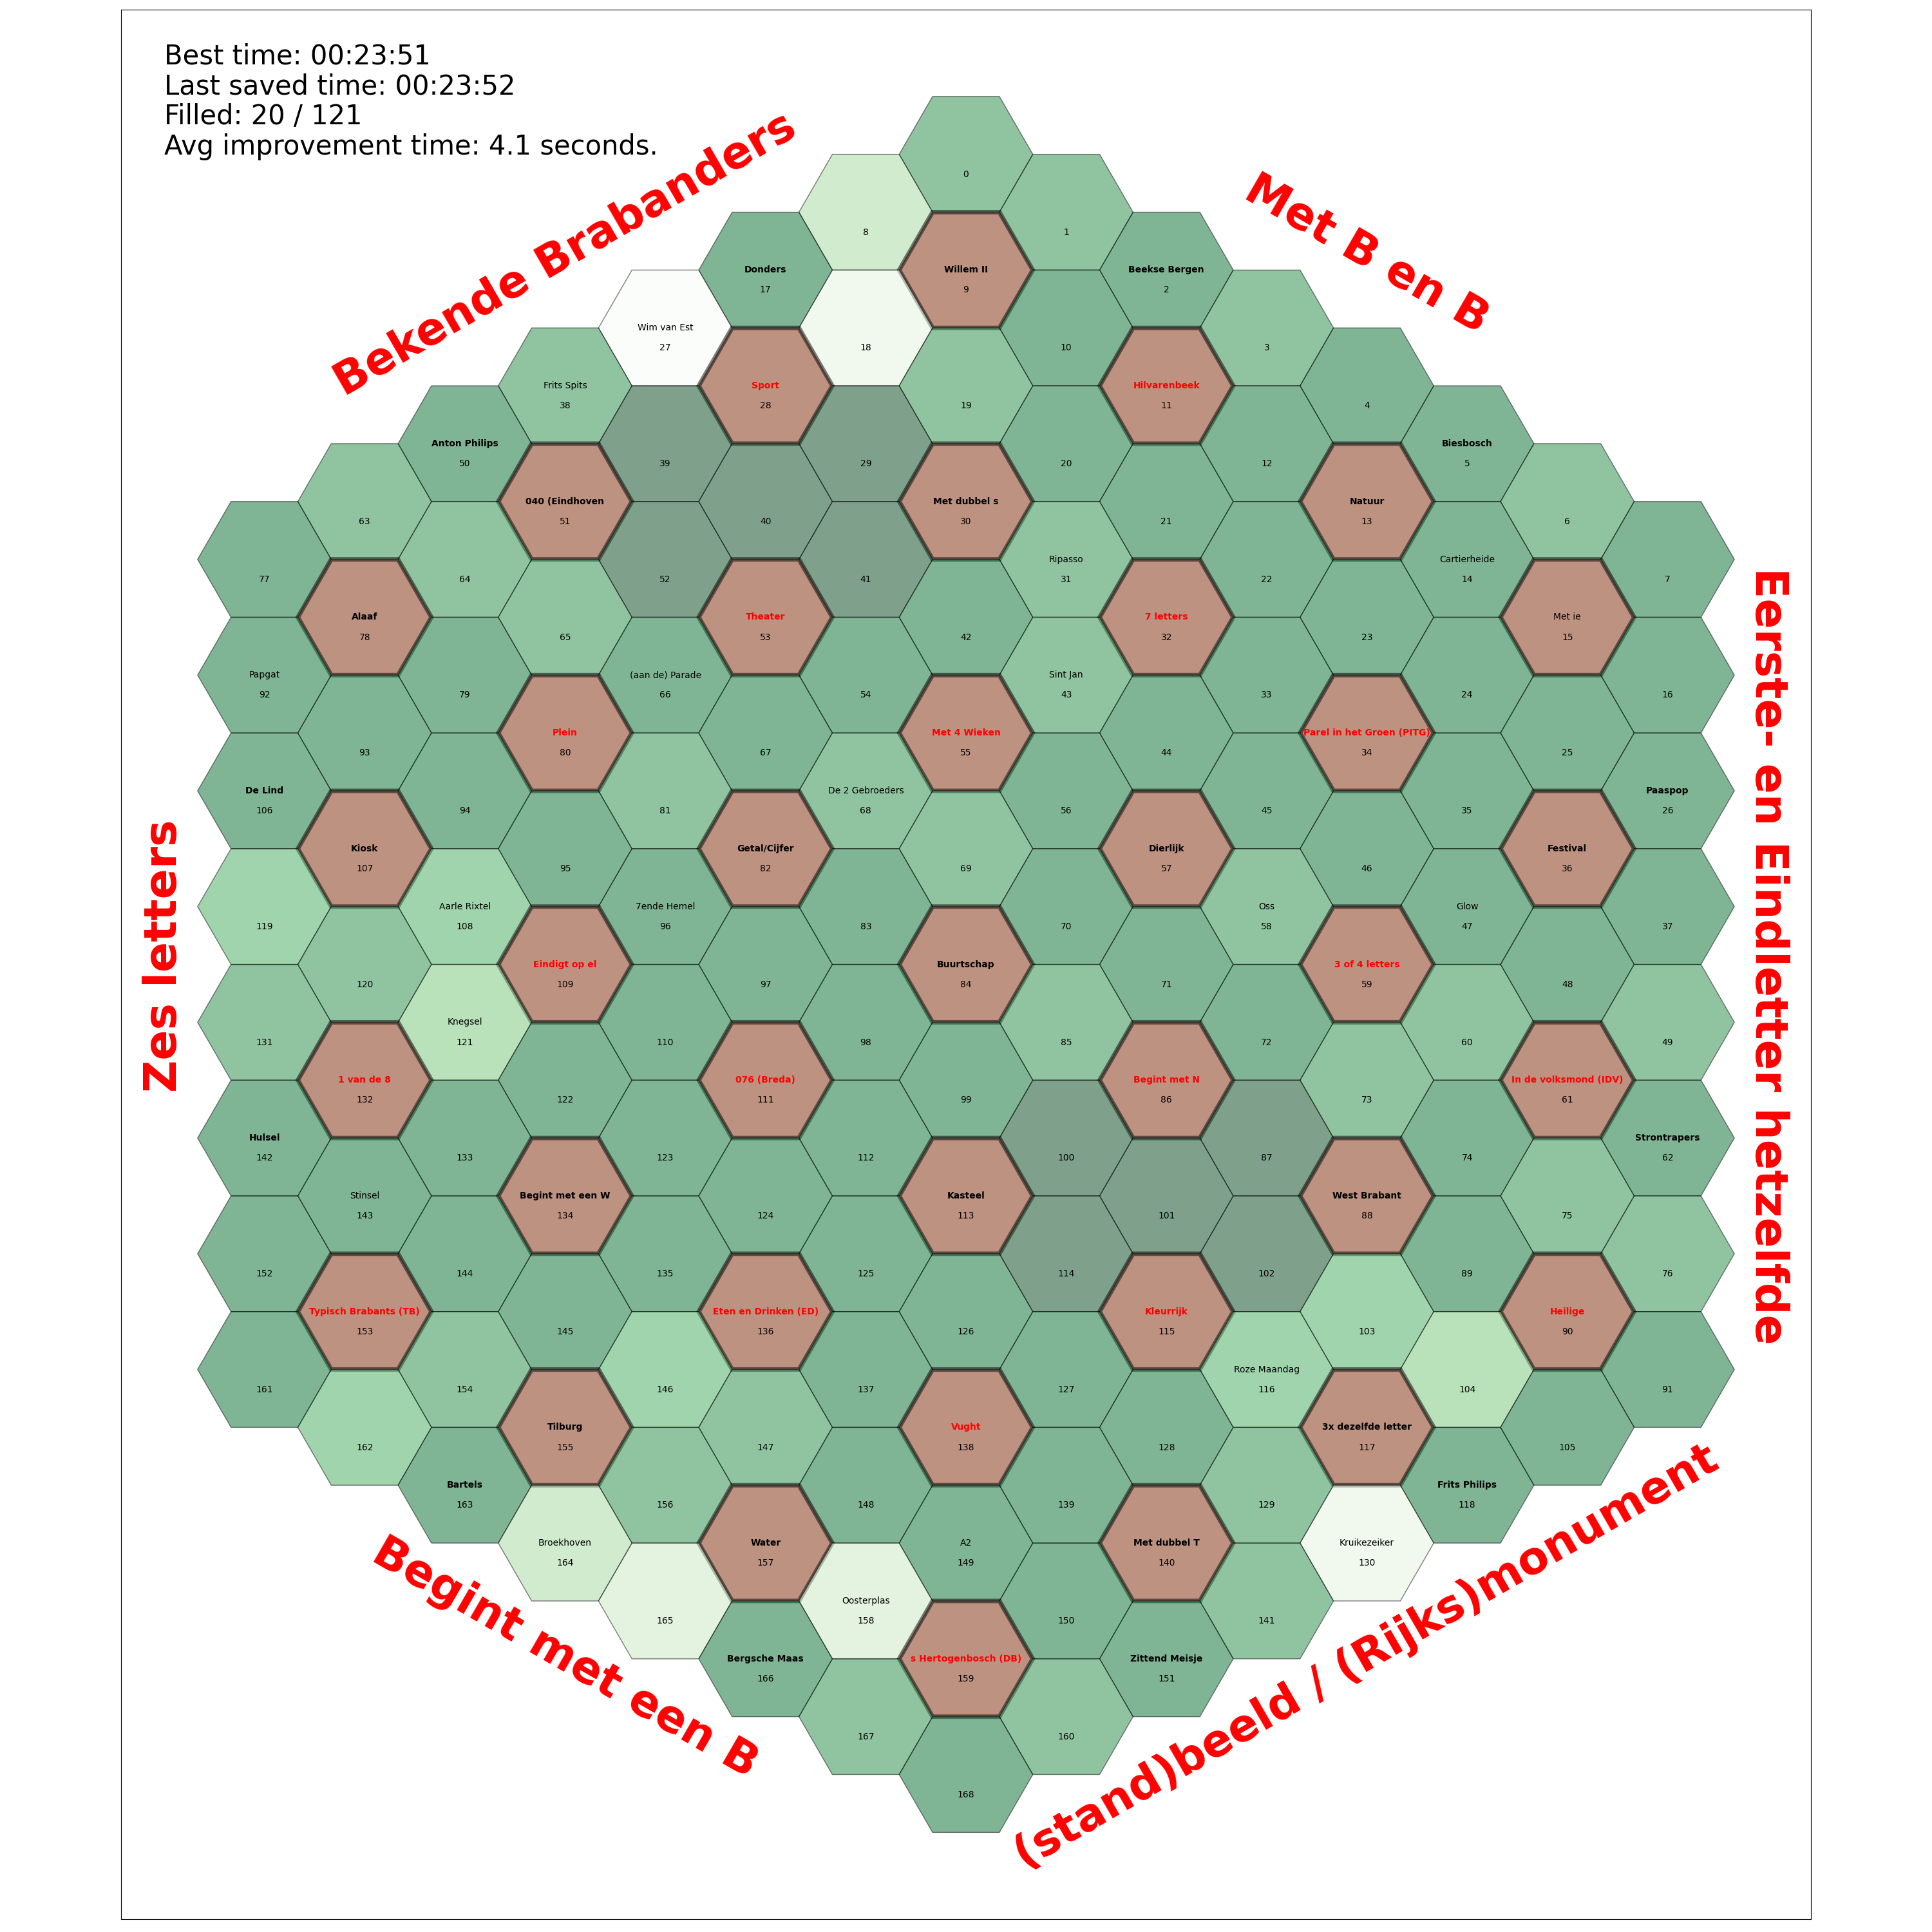 Best time: 00:23:51
Last saved time: 00:23:52
Filled: 20 / 121
Avg improvement time: 4.1 seconds.
Bekende Brabanders
Met B en B
Eerste- en Eindletter hetzelfde
(stand)beeld / (Rijks)monument
Begint met een B
Zes letters
0
8
1
Donders
17
Willem II
9
Beekse Bergen
2
Wim van Est
27
18
10
3
Frits Spits
38
Sport
28
19
Hilvarenbeek
11
4
Anton Philips
50
39
29
20
12
Biesbosch
5
63
040 (Eindhoven
51
40
Met dubbel s
30
21
Natuur
13
6
77
64
52
41
Ripasso
31
22
Cartierheide
14
7
Alaaf
78
65
Theater
53
42
7 letters
32
23
Met ie
15
Papgat
92
79
(aan de) Parade
66
54
Sint Jan
43
33
24
16
93
Plein
80
67
Met 4 Wieken
55
44
Parel in het Groen (PITG)
34
25
De Lind
106
94
81
De 2 Gebroeders
68
56
45
35
Paaspop
26
Kiosk
107
95
Getal/Cijfer
82
69
Dierlijk
57
46
Festival
36
119
Aarle Rixtel
108
7ende Hemel
96
83
70
Oss
58
Glow
47
37
120
Eindigt op el
109
97
Buurtschap
84
71
3 of 4 letters
59
48
131
Knegsel
121
110
98
85
72
60
49
1 van de 8
132
122
076 (Breda)
111
99
Begint met N
86
73
In de volksmond (IDV)
61
Hulsel
142
133
123
112
100
87
74
Strontrapers
62
Stinsel
143
Begint met een W
134
124
Kasteel
113
101
West Brabant
88
75
152
144
135
125
114
102
89
76
Typisch Brabants (TB)
153
145
Eten en Drinken (ED)
136
126
Kleurrijk
115
103
Heilige
90
161
154
146
137
127
Roze Maandag
116
104
91
162
Tilburg
155
147
Vught
138
128
3x dezelfde letter
117
105
Bartels
163
156
148
139
129
Frits Philips
118
Broekhoven
164
Water
157
A2
149
Met dubbel T
140
Kruikezeiker
130
165
Oosterplas
158
150
141
Bergsche Maas
166
s Hertogenbosch (DB)
159
Zittend Meisje
151
167
160
168